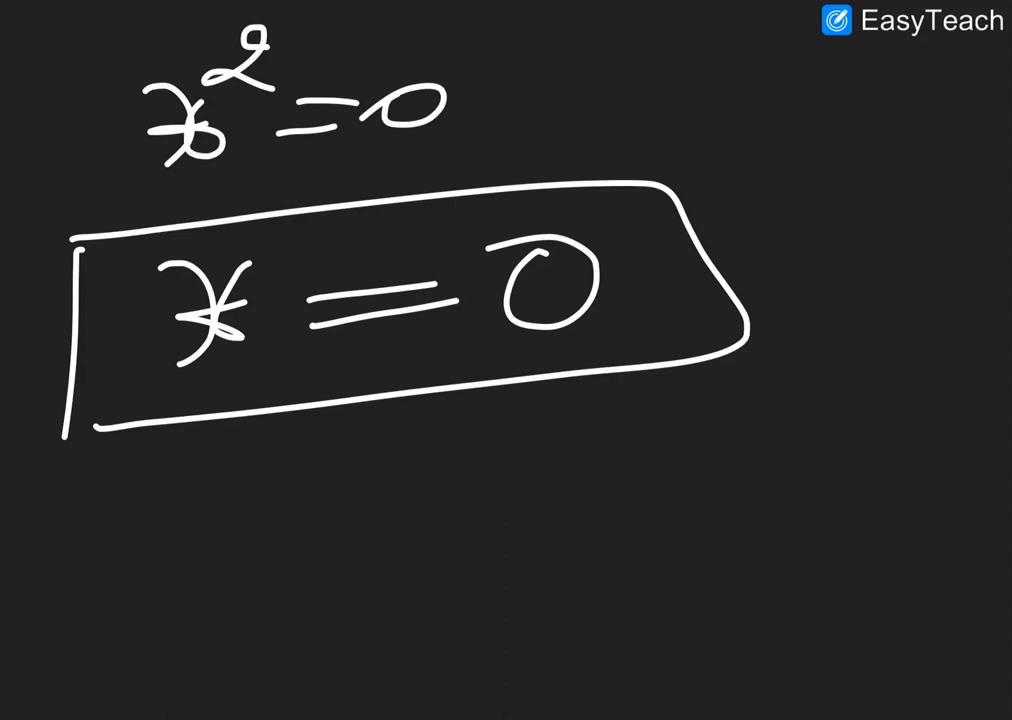 EasyTeach
x² = 0
x = 0